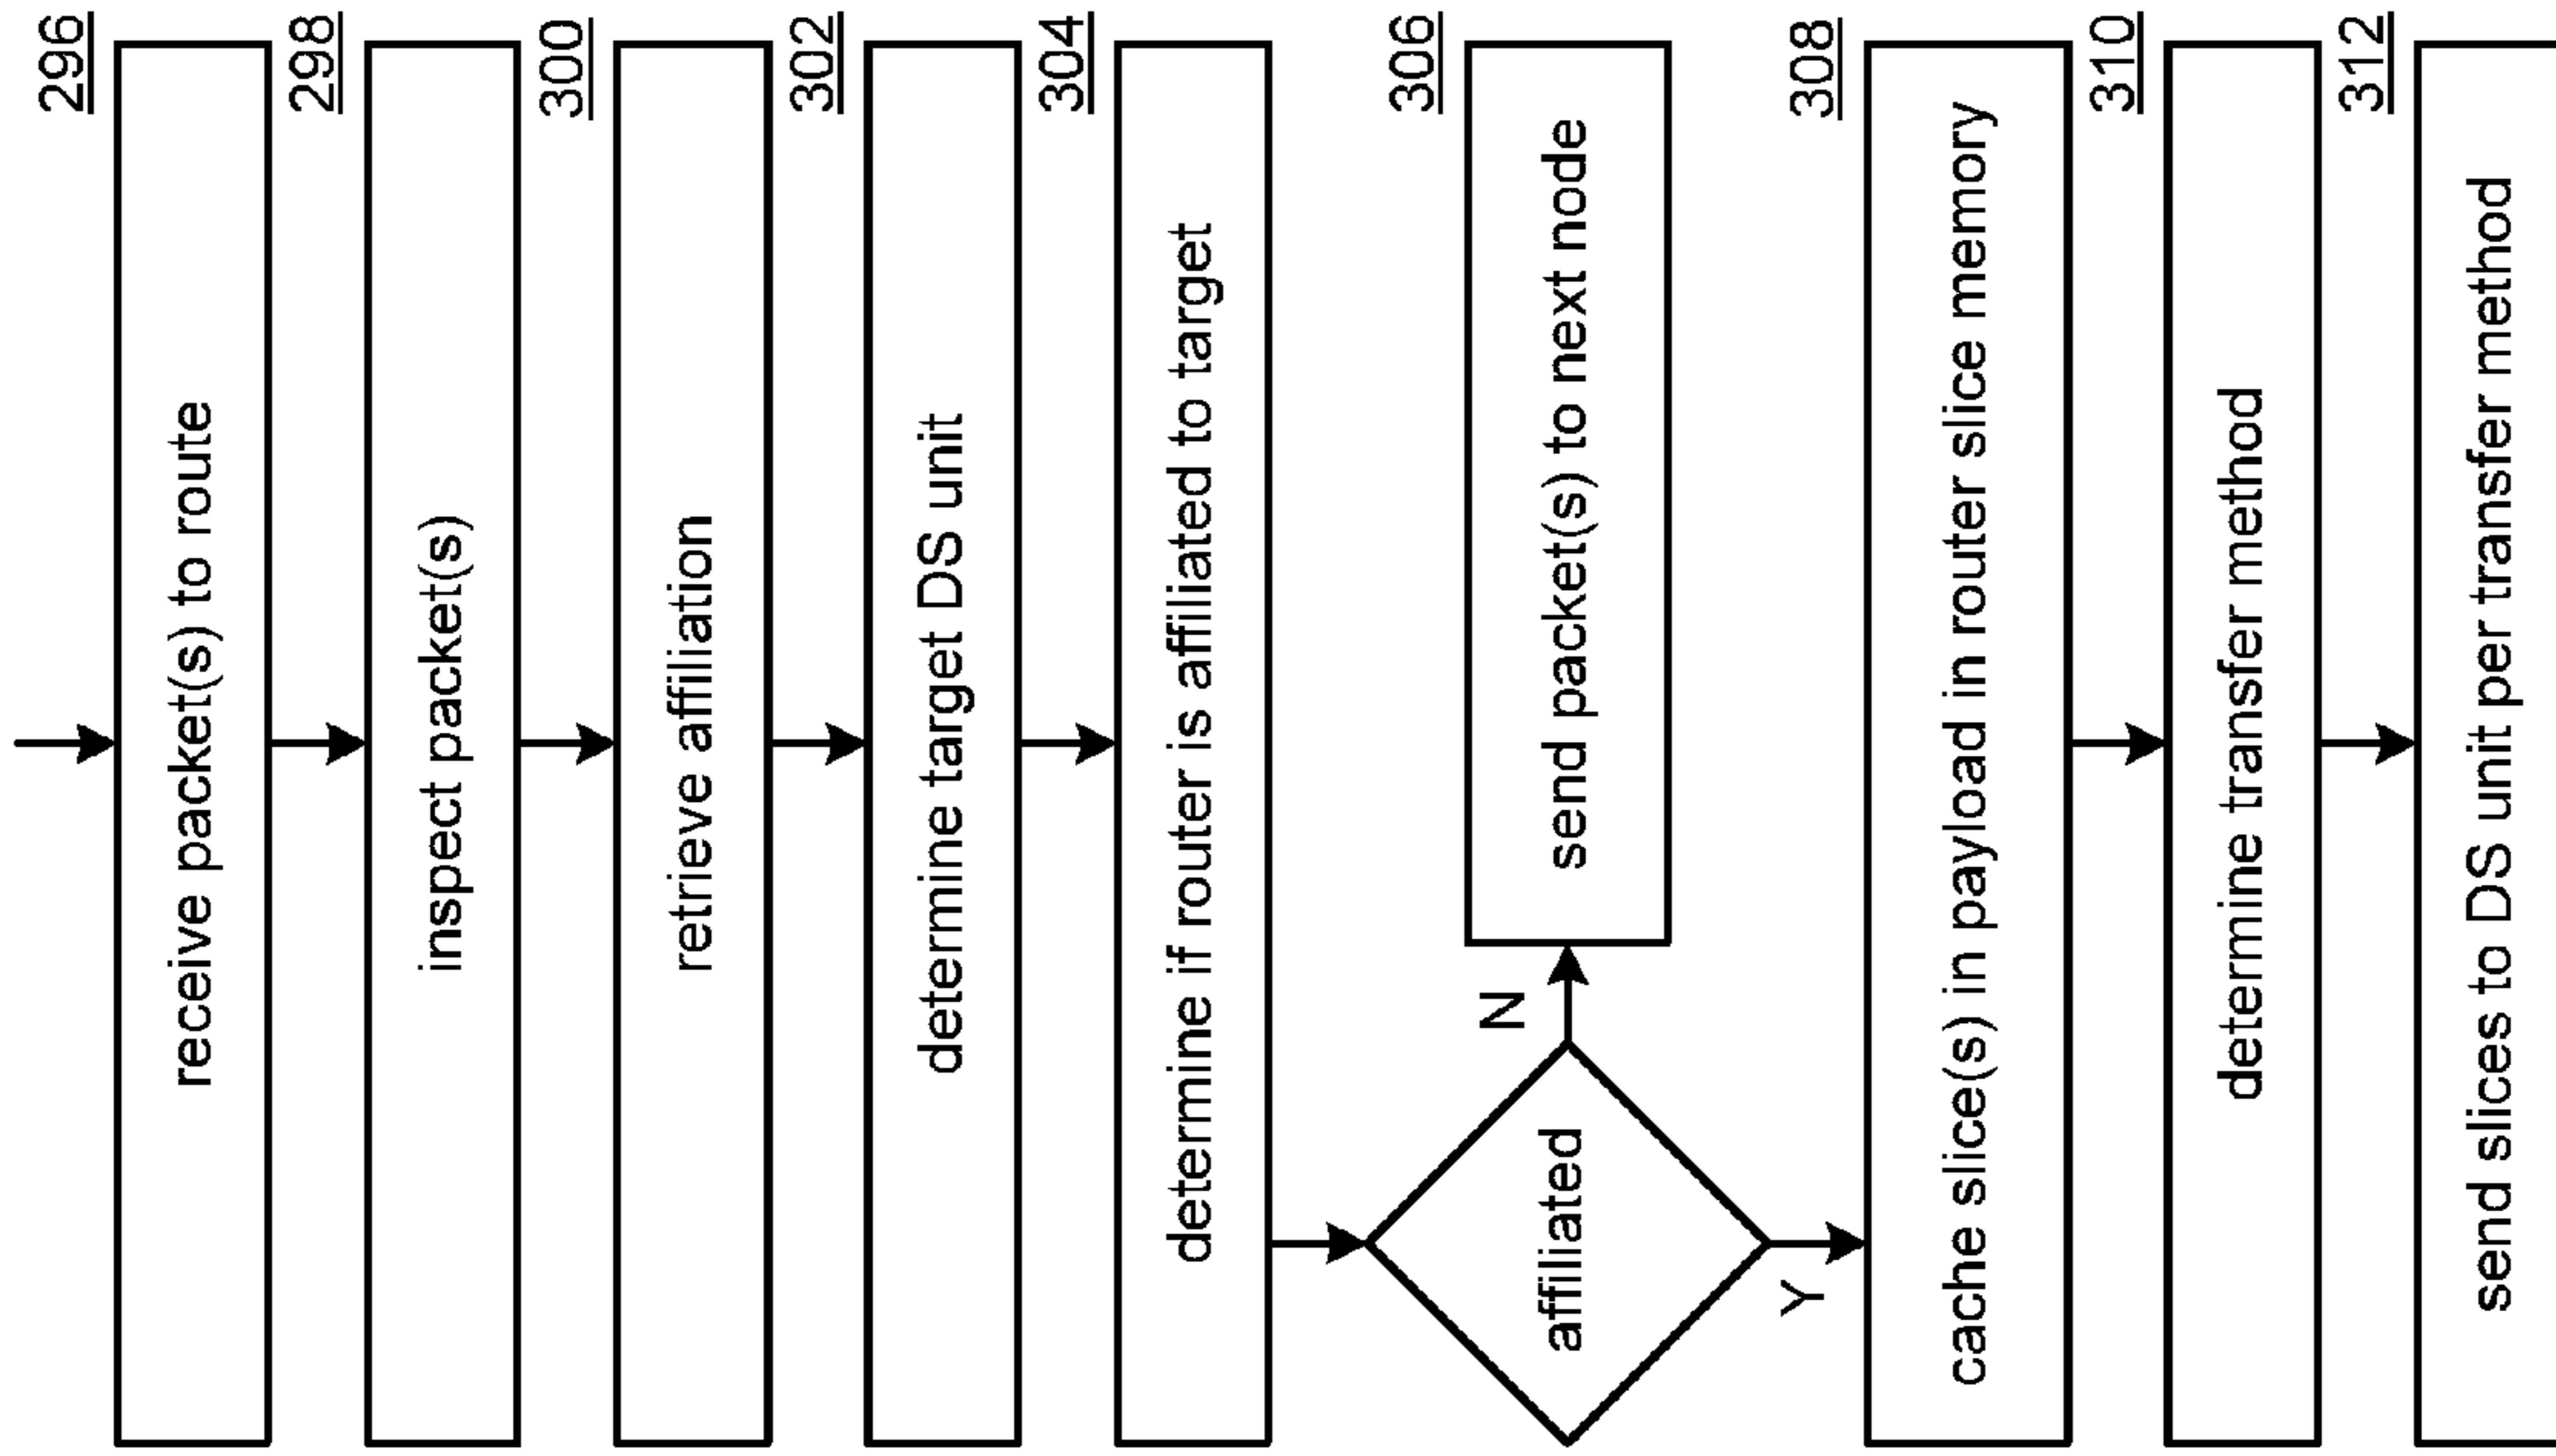 296
receive packet(s) to route
298
inspect packet(s)
300
retrieve affiliation
302
determine target DS unit
304
determine if router is affiliated to target
affiliated
N
306
send packet(s) to next node
Y
308
cache slice(s) in payload in router slice memory
310
determine transfer method
312
send slices to DS unit per transfer method